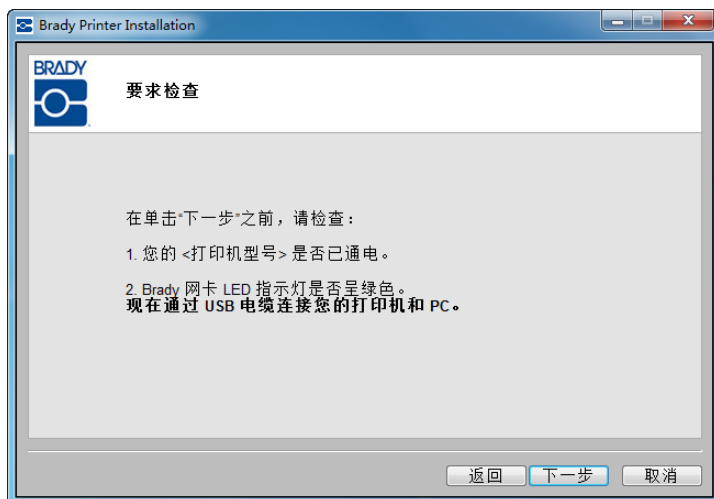 Brady Printer Installation
BRADY
要求检查
在单击“下一步”之前，请检查：
1. 您的 <打印机型号> 是否已通电。
2. Brady 网卡 LED 指示灯是否呈绿色。
现在通过 USB 电缆连接您的打印机和 PC。
返回 下一步 取消